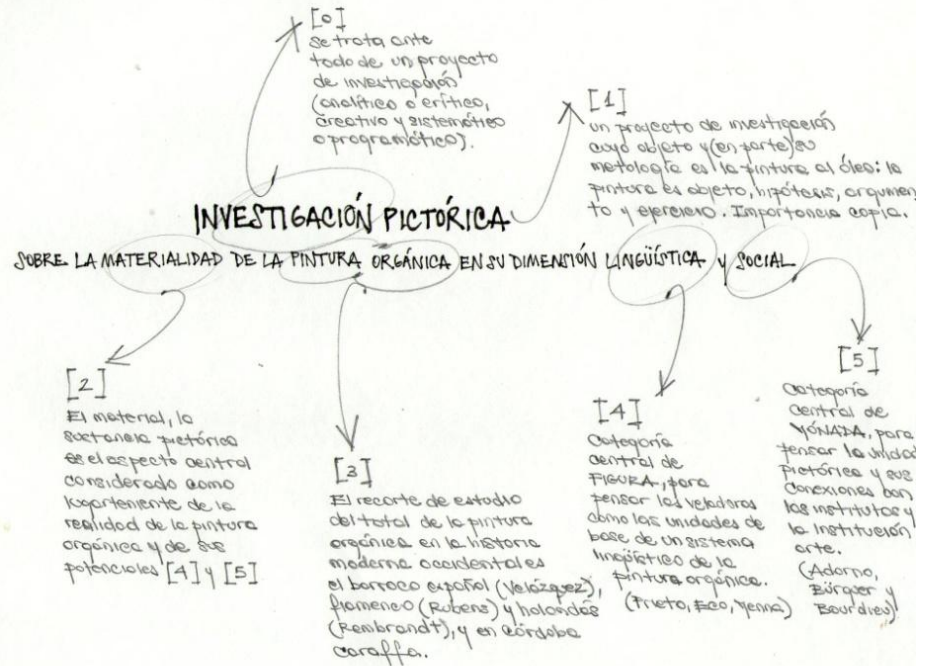 [0]
se trata ante
todo de un proyecto
de investigación
(analítico o crítico,
creativo y sistemático
o programático).
[1]
un proyecto de investigación
cuyo objeto y (en parte) su
metología es la pintura al óleo: la
pintura es objeto, hipótesis, argumen
to y ejercicio. Importancia copia.
INVESTIGACIÓN PICTÓRICA
SOBRE LA MATERIALIDAD DE LA PINTURA ORGÁNICA EN SU DIMENSIÓN LINGÜÍSTICA y SOCIAL
[2]
El material, la
sustancia pictórica
es el aspecto central
considerado como
lugarteniente de la
realidad de la pintura
orgánica y de sus
potenciales [4] y [5]
[3]
El recorte de estudio
del total de la pintura
orgánica en la historia
moderna occidental es
el barroco español (Velázquez),
flamenco (Rubens) y holandés
(Rembrandt), y en córdoba
caraffa.
[4]
Categoría
central de
FIGURA, para
pensar las veladuras
como las unidades de
base de un sistema
lingüístico de la
pintura orgánica.
(Prieto, Eco, Jenna)
[5]
Categoría
central de
MÓNADA, para
pensar la unidad
pictórica y sus
conexiones con
los institutos y
la institución
arte.
(Adorno,
Bürguer y
Bourdieu)